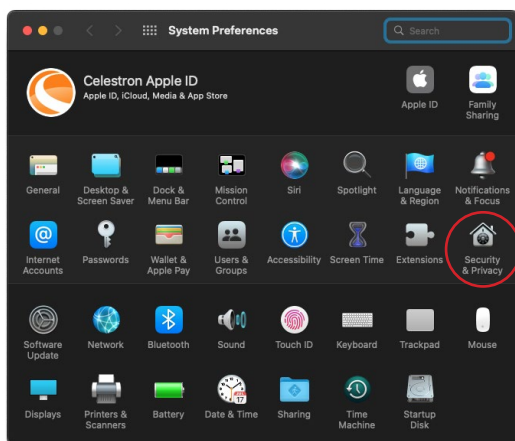 System Preferences
Search
Celestron Apple ID
Apple ID, iCloud, Media & App Store
Apple ID
Family
Sharing
General
Desktop &
Screen Saver
Dock &
Menu Bar
Mission
Control
Siri
Spotlight
Language
& Region
Notifications
& Focus
Internet
Accounts
Passwords
Wallet &
Apple Pay
Users &
Groups
Accessibility
Screen Time
Extensions
Security
& Privacy
Software
Update
Network
Bluetooth
Sound
Touch ID
Keyboard
Trackpad
Mouse
Displays
Printers &
Scanners
Battery
Date & Time
Sharing
Time
Machine
Startup
Disk